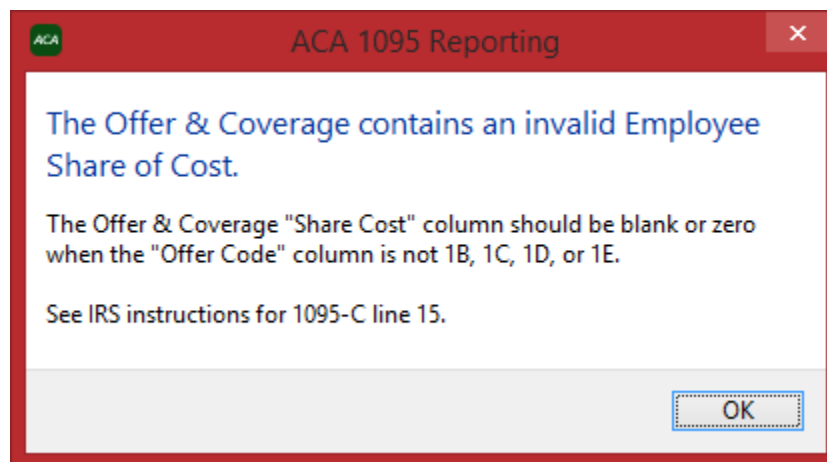 ACA
ACA 1095 Reporting
The Offer & Coverage contains an invalid Employee
Share of Cost.
The Offer & Coverage "Share Cost" column should be blank or zero
when the "Offer Code" column is not 1B, 1C, 1D, or 1E.
See IRS instructions for 1095-C line 15.
OK